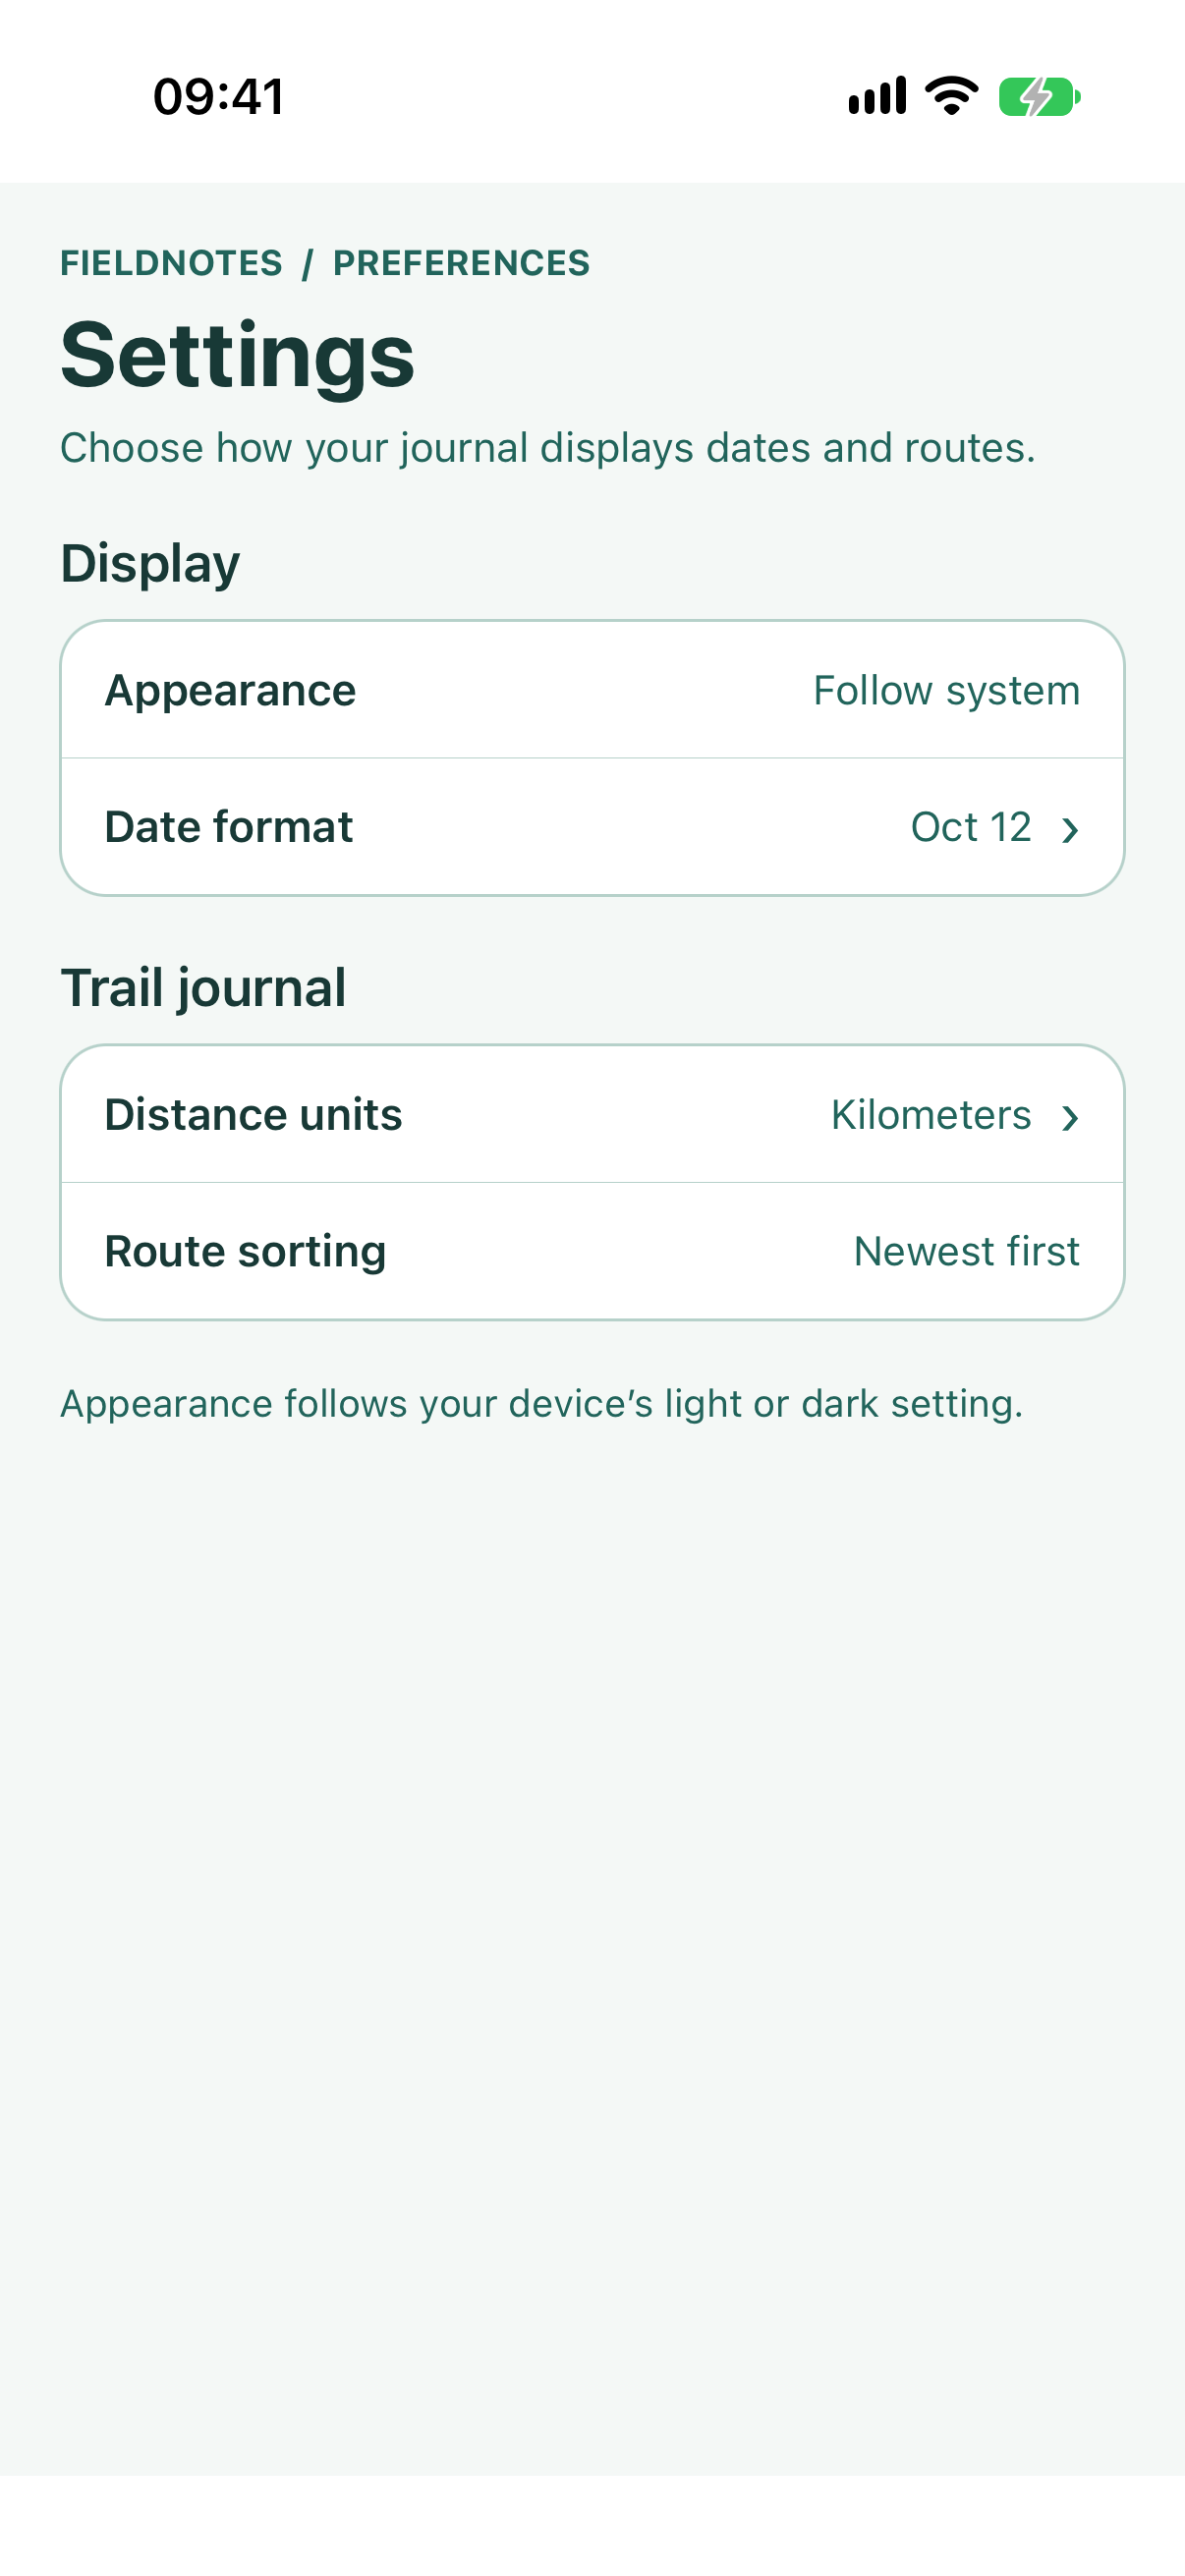 09:41
FIELDNOTES / PREFERENCES
Settings
Choose how your journal displays dates and routes.
Display
Appearance Follow system
Date format Oct 12 ›
Trail journal
Distance units Kilometers ›
Route sorting Newest first
Appearance follows your device’s light or dark setting.